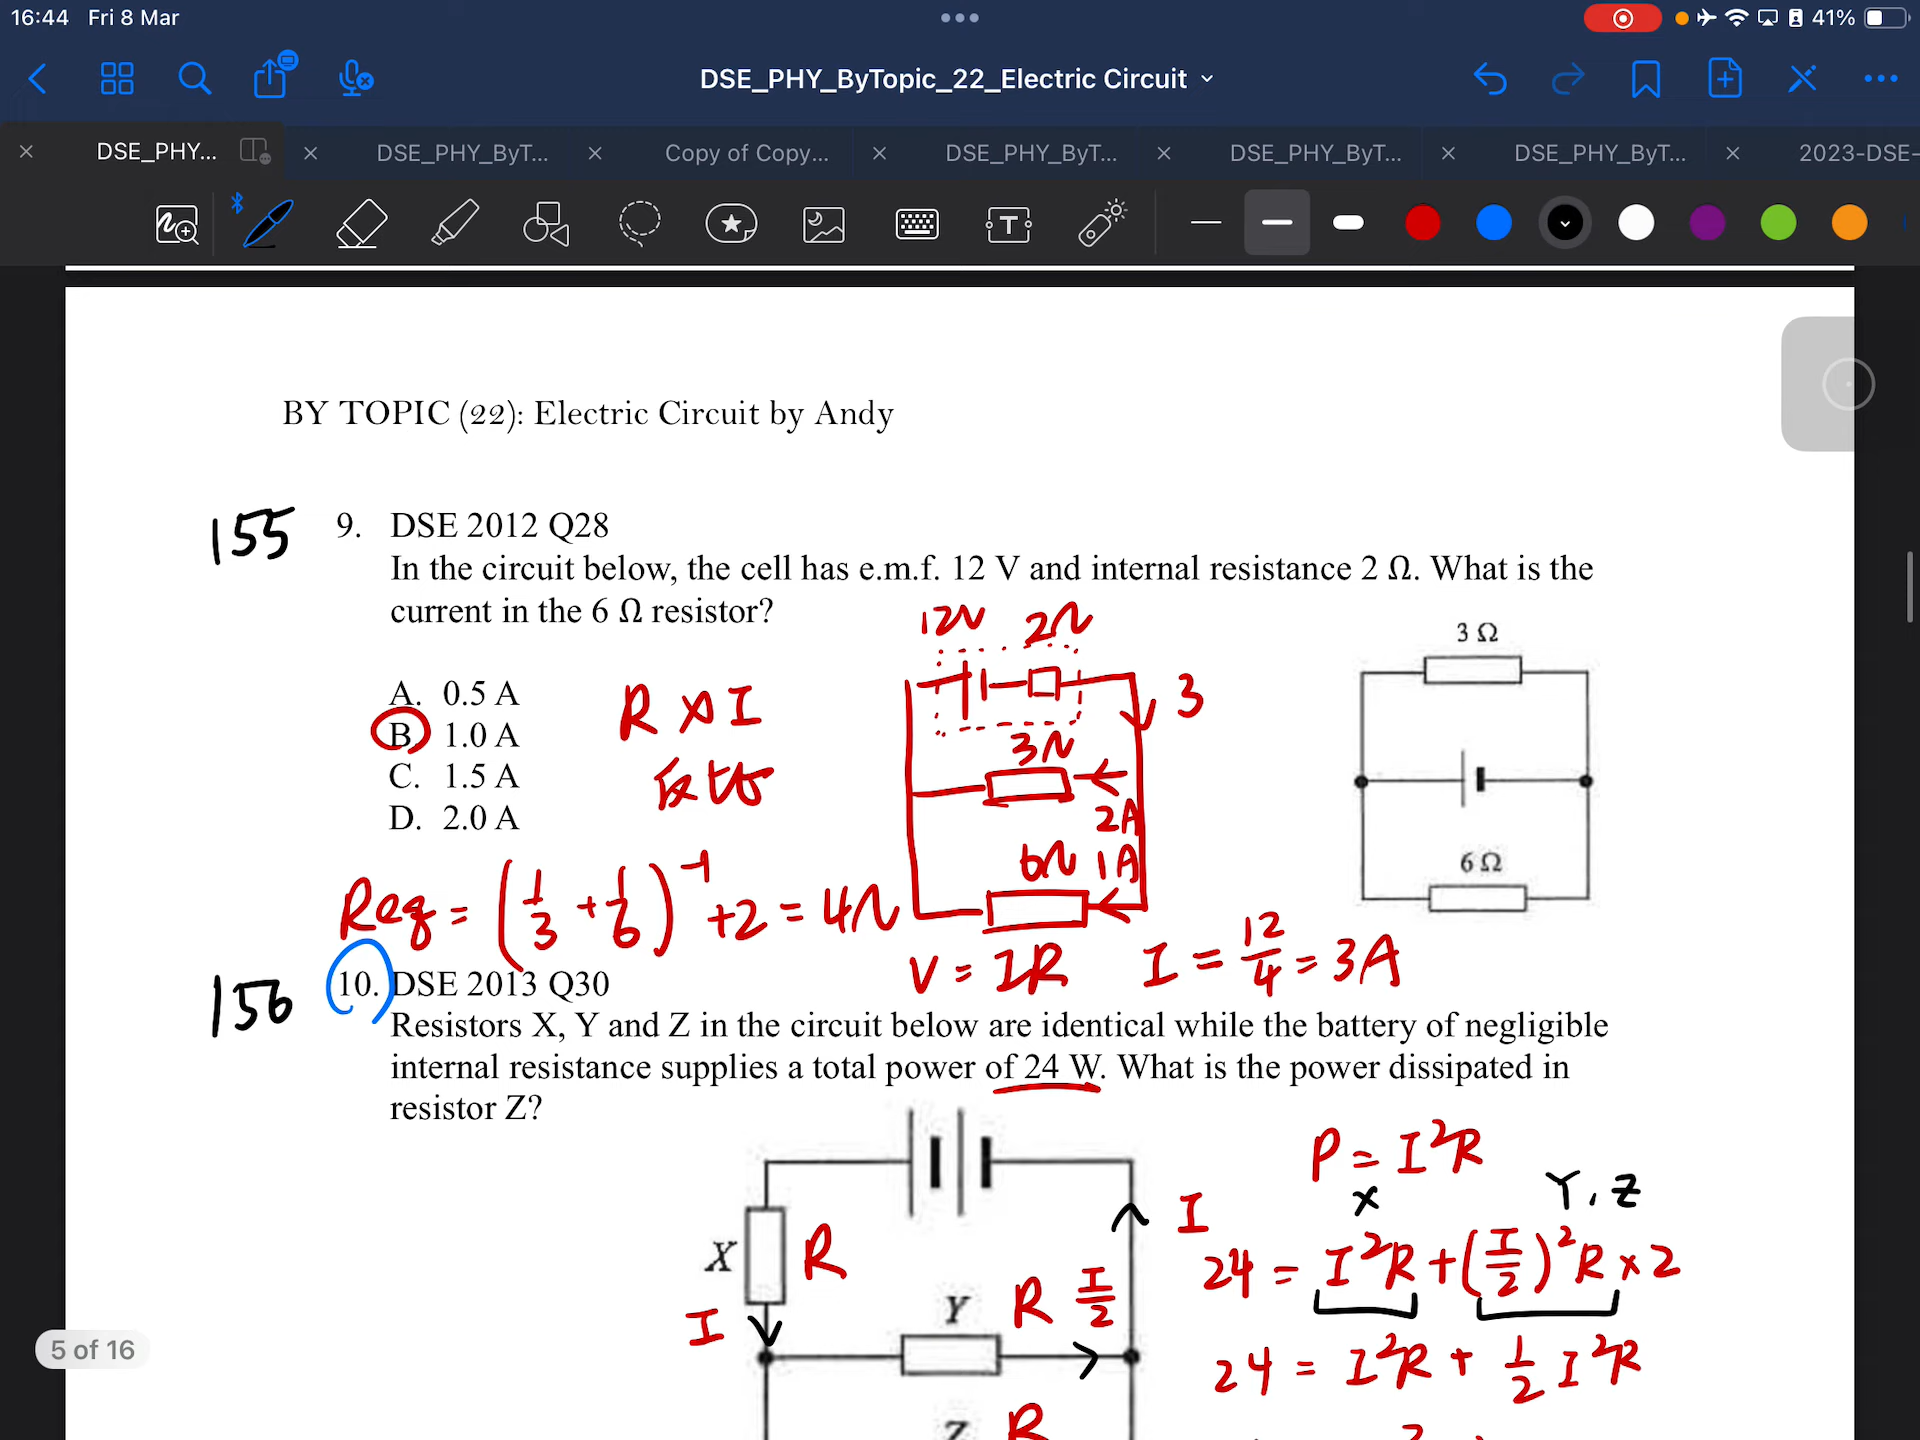 16:44 Fri 8 Mar
41%
DSE_PHY_ByTopic_22_Electric Circuit
DSE_PHY...
DSE_PHY_ByT...
Copy of Copy...
DSE_PHY_ByT...
DSE_PHY_ByT...
DSE_PHY_ByT...
2023-DSE-
T
BY TOPIC (22): Electric Circuit by Andy
155
9. DSE 2012 Q28
In the circuit below, the cell has e.m.f. 12 V and internal resistance 2 Ω. What is the
current in the 6 Ω resistor?
12V 2Ω
3 Ω
A. 0.5 A
B. 1.0 A
C. 1.5 A
D. 2.0 A
R X I
反比
3
3Ω
2A
6Ω 1A
6 Ω
Req = (1/3 + 1/6)^-1 + 2 = 4Ω
V = IR I = 12/4 = 3A
156
10. DSE 2013 Q30
Resistors X, Y and Z in the circuit below are identical while the battery of negligible
internal resistance supplies a total power of 24 W. What is the power dissipated in
resistor Z?
P = I²R
X Y, Z
I
24 = I²R + (I/2)²R x 2
X R
Y R I/2
I
24 = I²R + 1/2 I²R
Z R
5 of 16